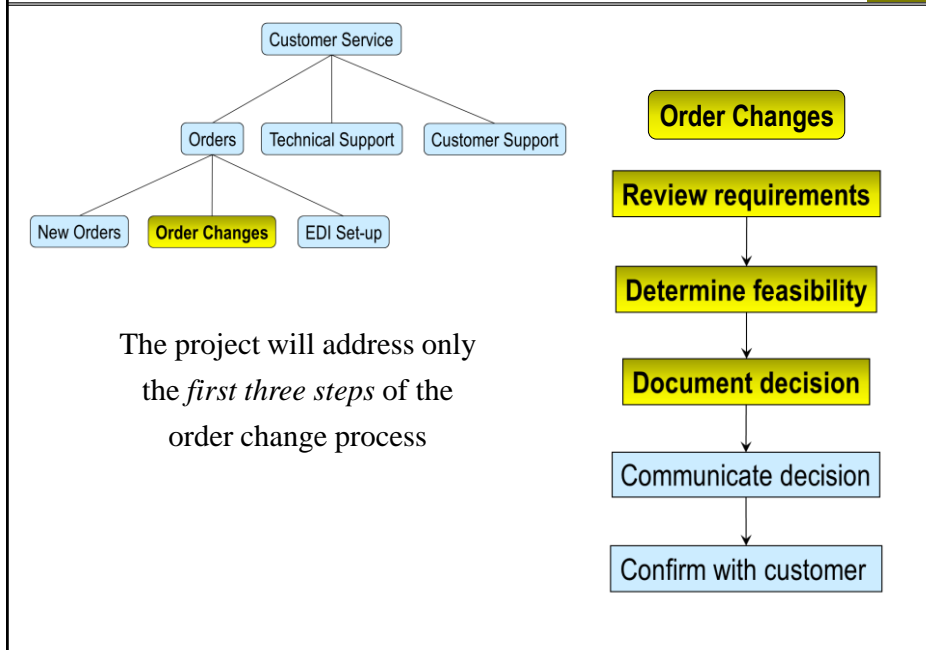 Customer Service
Orders
Technical Support
Customer Support
New Orders
Order Changes
EDI Set-up
The project will address only
the first three steps of the
order change process
Order Changes
Review requirements
Determine feasibility
Document decision
Communicate decision
Confirm with customer